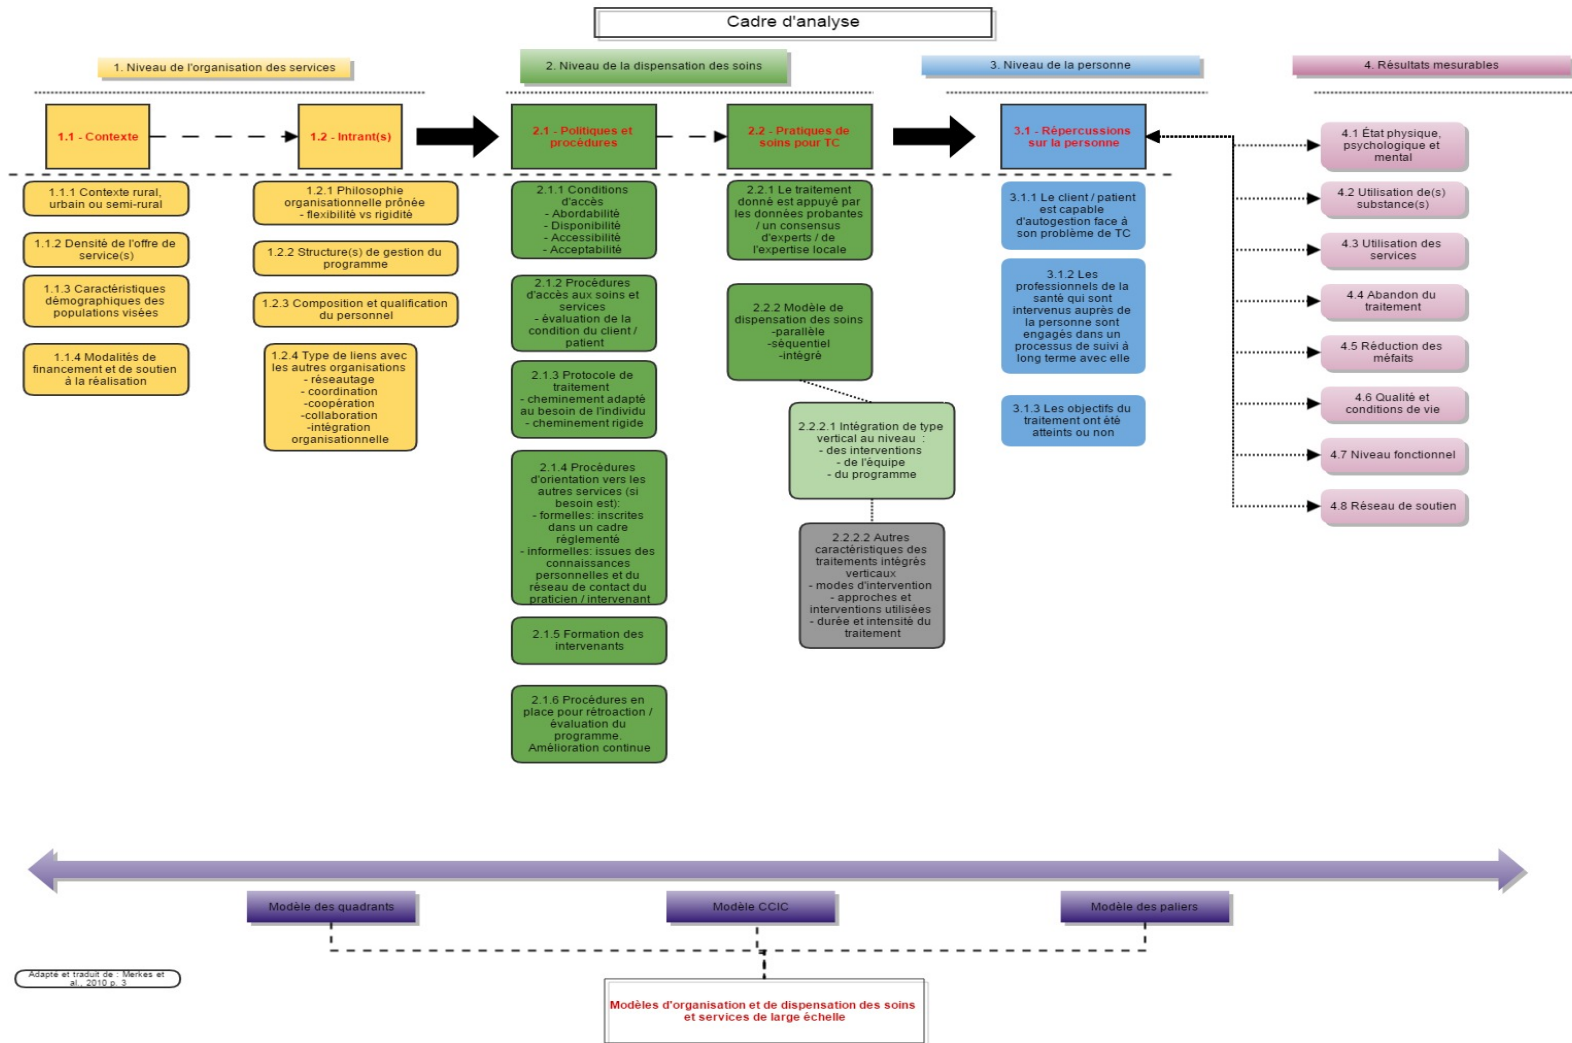 Cadre d'analyse
1. Niveau de l'organisation des services
2. Niveau de la dispensation des soins
3. Niveau de la personne
4. Résultats mesurables
1.1 - Contexte
1.2 - Intrant(s)
2.1 - Politiques et
procédures
2.2 - Pratiques de
soins pour TC
3.1 - Répercussions
sur la personne
1.1.1 Contexte rural,
urbain ou semi-rural
1.1.2 Densité de l'offre de
service(s)
1.1.3 Caractéristiques
démographiques des
populations visées
1.1.4 Modalités de
financement et de soutien
à la réalisation
1.2.1 Philosophie
organisationnelle prônée
- flexibilité vs rigidité
1.2.2 Structure(s) de gestion du
programme
1.2.3 Composition et qualification
du personnel
1.2.4 Type de liens avec
les autres organisations
- réseautage
- coordination
-coopération
-collaboration
-intégration
organisationnelle
2.1.1 Conditions
d'accès
- Abordabilité
- Disponibilité
- Accessibilité
- Acceptabilité
2.1.2 Procédures
d'accès aux soins et
services
- évaluation de la
condition du client /
patient
2.1.3 Protocole de
traitement
- cheminement adapté
au besoin de l'individu
- cheminement rigide
2.1.4 Procédures
d'orientation vers les
autres services (si
besoin est):
- formelles: inscrites
dans un cadre
règlementé
- informelles: issues des
connaissances
personnelles et du
réseau de contact du
praticien / intervenant
2.1.5 Formation des
intervenants
2.1.6 Procédures en
place pour rétroaction /
évaluation du
programme.
Amélioration continue
2.2.1 Le traitement
donné est appuyé par
les données probantes
/ un consensus
d'experts / de
l'expertise locale
2.2.2 Modèle de
dispensation des soins
-parallèle
-séquentiel
-intégré
2.2.2.1 Intégration de type
vertical au niveau :
- des interventions
- de l'équipe
- du programme
2.2.2.2 Autres
caractéristiques des
traitements intégrés
verticaux
- modes d'intervention
- approches et
interventions utilisées
- durée et intensité du
traitement
3.1.1 Le client / patient
est capable
d'autogestion face à
son problème de TC
3.1.2 Les
professionnels de la
santé qui sont
intervenus auprès de
la personne sont
engagés dans un
processus de suivi à
long terme avec elle
3.1.3 Les objectifs du
traitement ont été
atteints ou non
4.1 État physique,
psychologique et
mental
4.2 Utilisation de(s)
substance(s)
4.3 Utilisation des
services
4.4 Abandon du
traitement
4.5 Réduction des
méfaits
4.6 Qualité et
conditions de vie
4.7 Niveau fonctionnel
4.8 Réseau de soutien
Modèle des quadrants
Modèle CCIC
Modèle des paliers
Adapté et traduit de : Merkes et
al., 2010 p. 3
Modèles d'organisation et de dispensation des soins
et services de large échelle